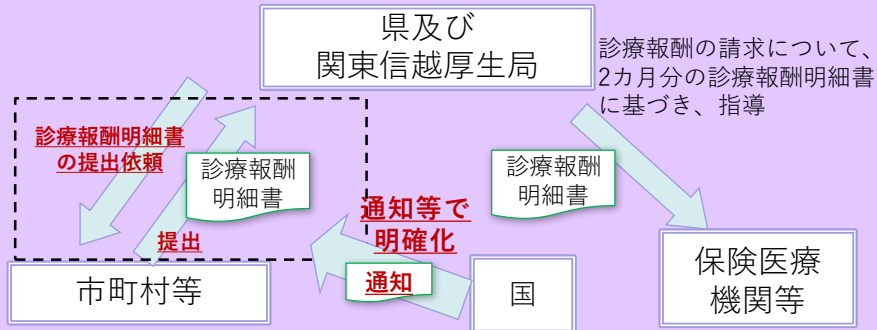 県及び
関東信越厚生局
診療報酬の請求について、
2カ月分の診療報酬明細書
に基づき、指導
診療報酬明細書
の提出依頼
診療報酬
明細書
提出
診療報酬
明細書
通知等で
明確化
通知
市町村等
国
保険医療
機関等